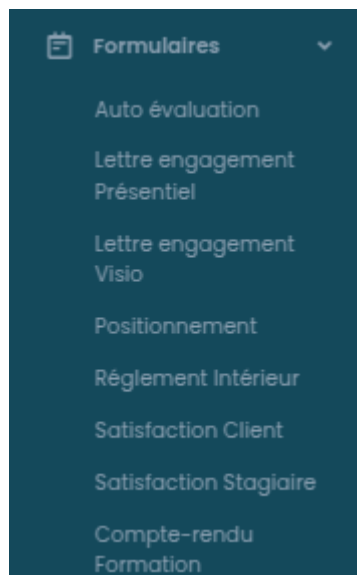 Formulaires
Auto évaluation
Lettre engagement
Présentiel
Lettre engagement
Visio
Positionnement
Réglement Intérieur
Satisfaction Client
Satisfaction Stagiaire
Compte-rendu
Formation